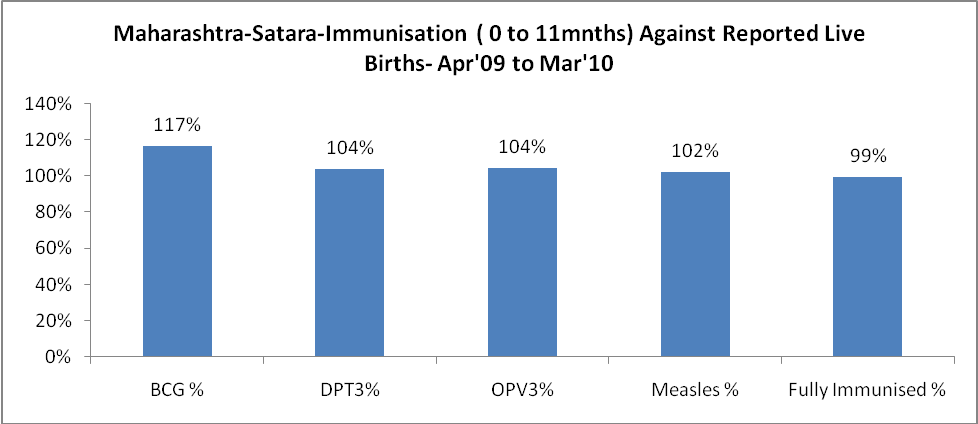 Maharashtra-Satara-Immunisation ( 0 to 11mnths) Against Reported Live
Births- Apr'09 to Mar'10
140%
120%
100%
80%
60%
40%
20%
0%
117%
104%
104%
102%
99%
BCG %
DPT3%
OPV3%
Measles %
Fully Immunised %